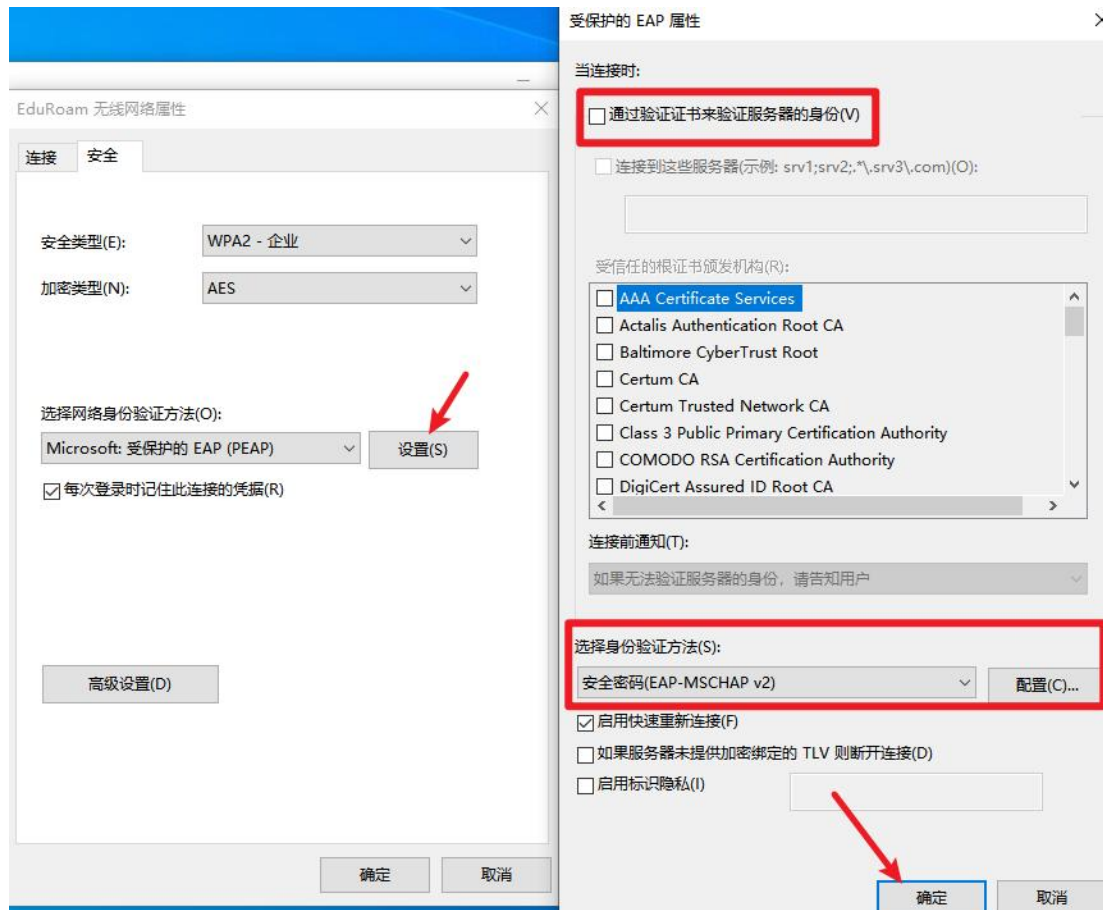 EduRoam 无线网络属性
连接
安全
安全类型(E):
WPA2 - 企业
加密类型(N):
AES
选择网络身份验证方法(O):
Microsoft: 受保护的 EAP (PEAP)
设置(S)
每次登录时记住此连接的凭据(R)
高级设置(D)
确定
取消
受保护的 EAP 属性
当连接时:
通过验证证书来验证服务器的身份(V)
连接到这些服务器(示例: srv1;srv2;.*\.srv3\.com)(O):
受信任的根证书颁发机构(R):
AAA Certificate Services
Actalis Authentication Root CA
Baltimore CyberTrust Root
Certum CA
Certum Trusted Network CA
Class 3 Public Primary Certification Authority
COMODO RSA Certification Authority
DigiCert Assured ID Root CA
连接前通知(T):
如果无法验证服务器的身份，请告知用户
选择身份验证方法(S):
安全密码(EAP-MSCHAP v2)
配置(C)...
启用快速重新连接(F)
如果服务器未提供加密绑定的 TLV 则断开连接(D)
启用标识隐私(I)
确定
取消